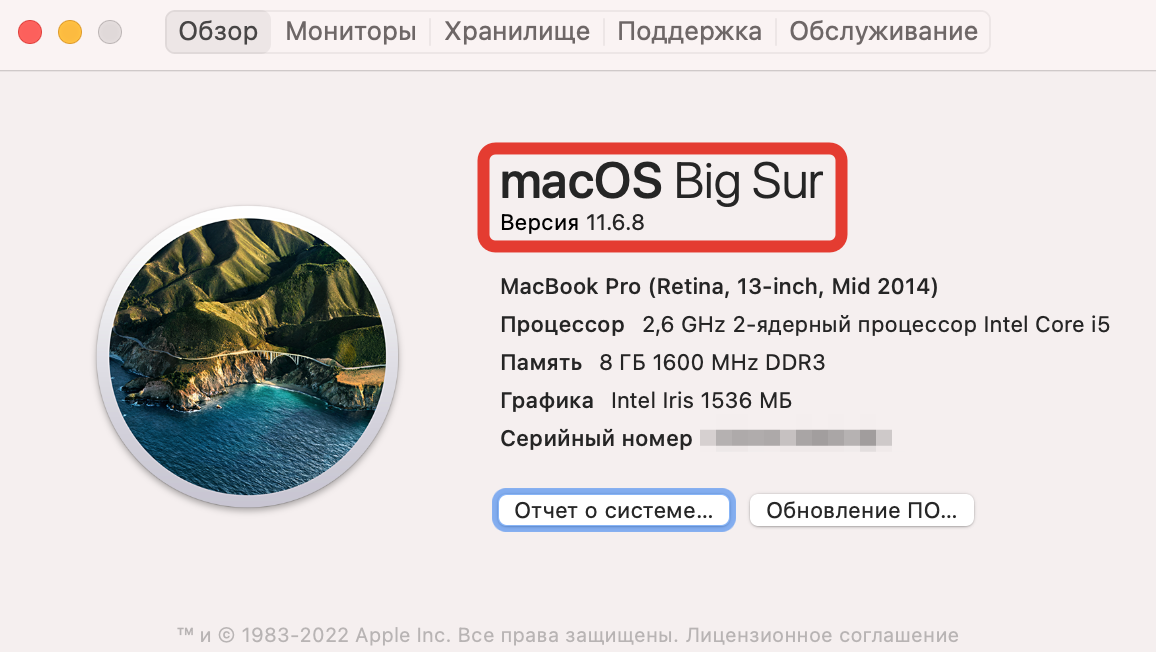 Обзор Мониторы Хранилище Поддержка Обслуживание
macOS Big Sur
Версия 11.6.8
MacBook Pro (Retina, 13-inch, Mid 2014)
Процессор 2,6 GHz 2-ядерный процессор Intel Core i5
Память 8 ГБ 1600 MHz DDR3
Графика Intel Iris 1536 МБ
Серийный номер
Отчет о системе...
Обновление ПО...
™ и © 1983-2022 Apple Inc. Все права защищены. Лицензионное соглашение